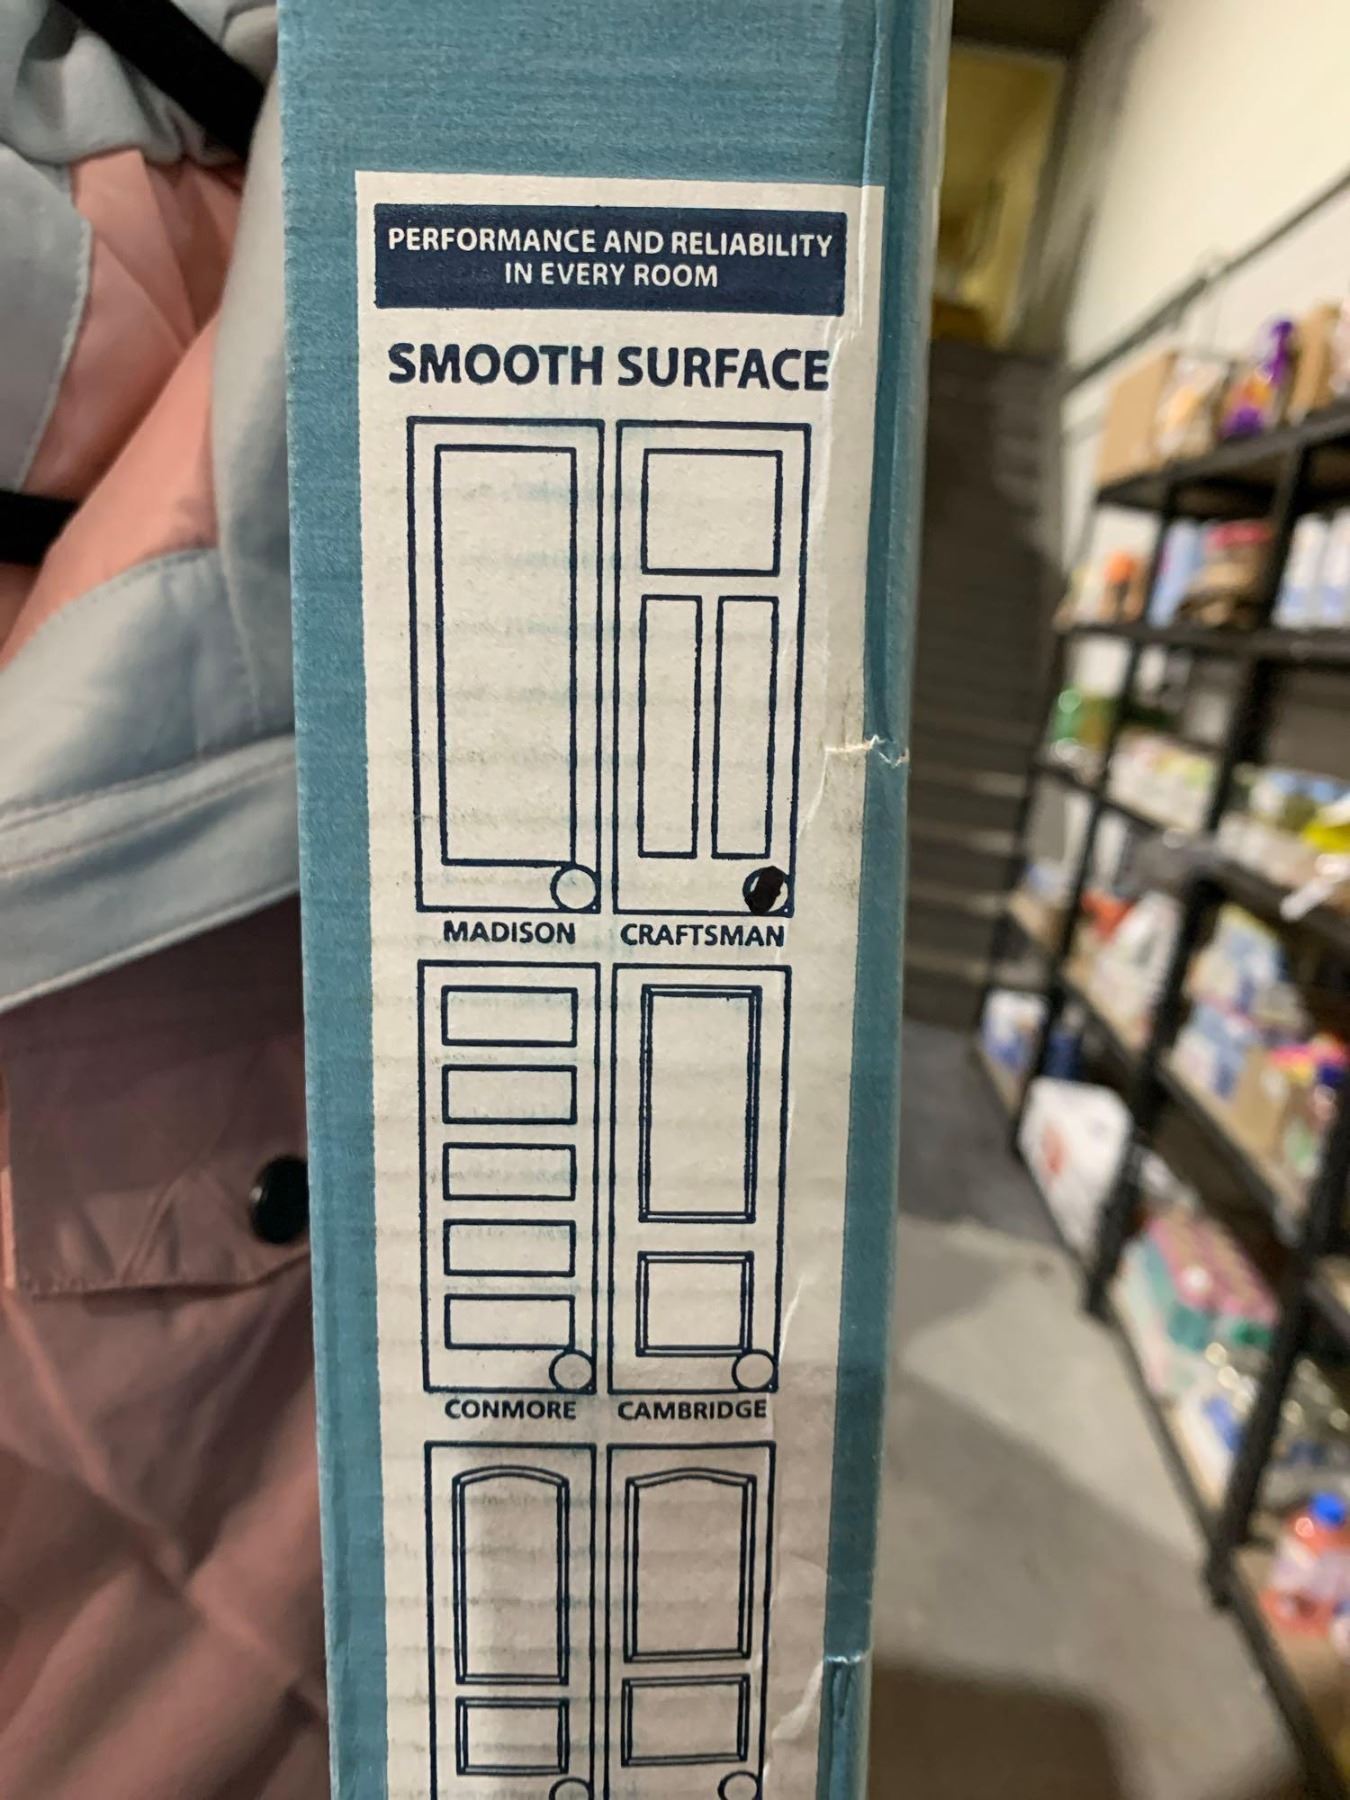 PERFORMANCE AND RELIABILITY
IN EVERY ROOM
SMOOTH SURFACE
MADISON
CRAFTSMAN
CONMORE
CAMBRIDGE